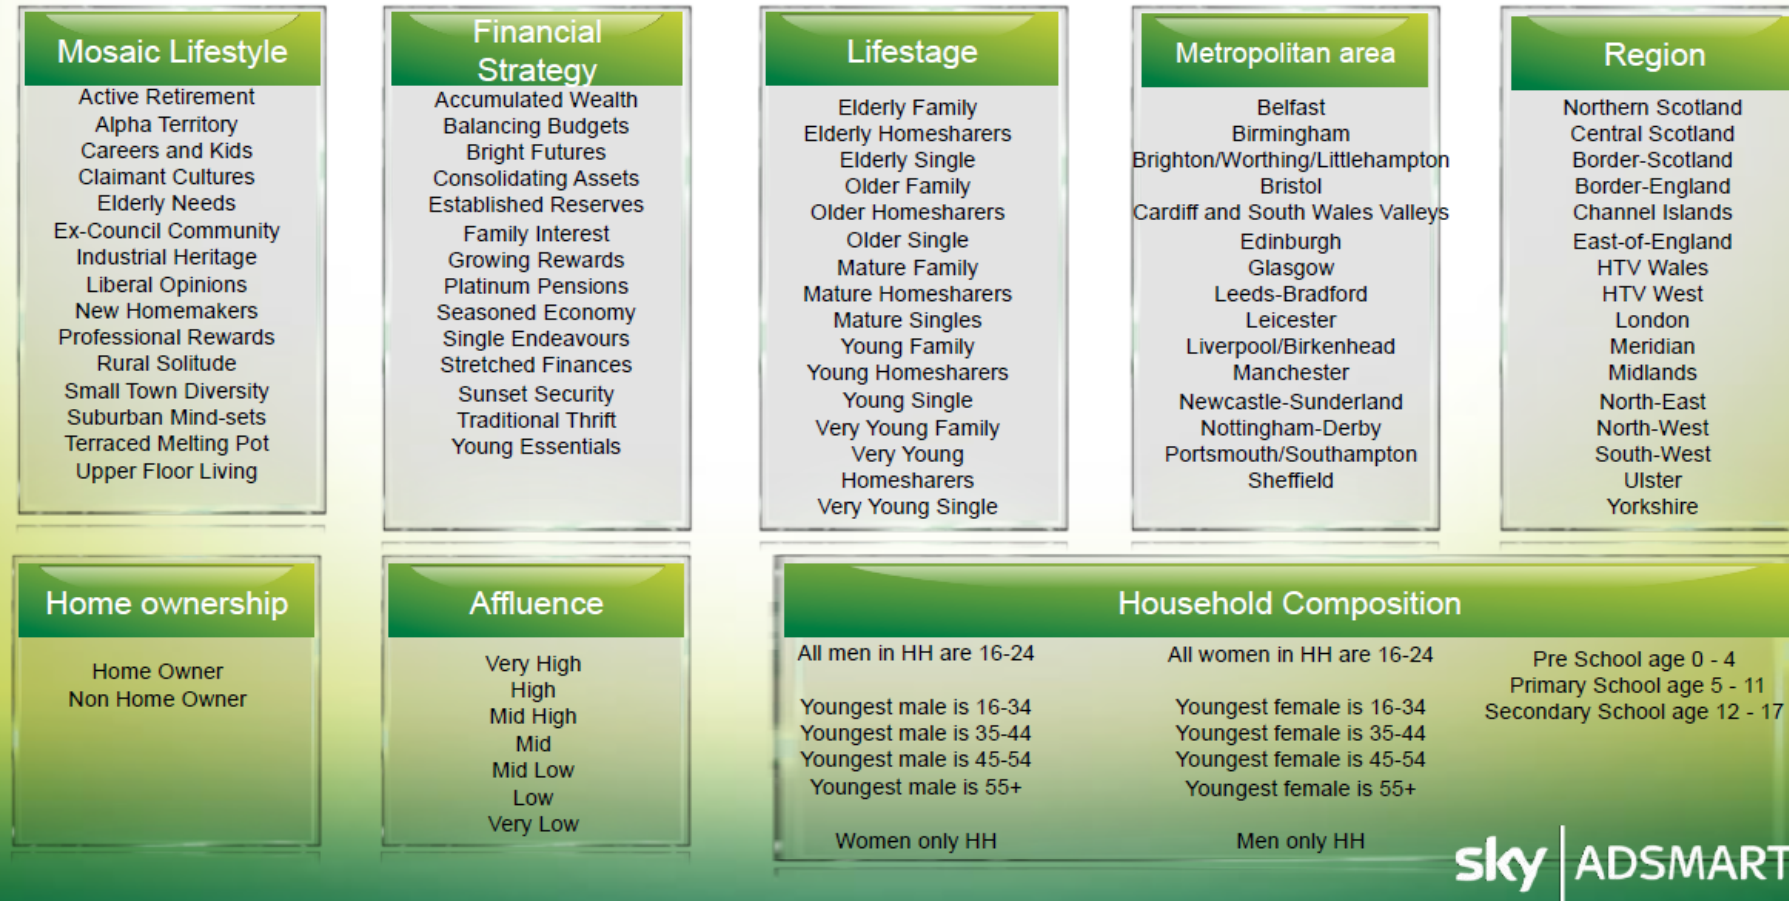 Mosaic Lifestyle
Active Retirement
Alpha Territory
Careers and Kids
Claimant Cultures
Elderly Needs
Ex-Council Community
Industrial Heritage
Liberal Opinions
New Homemakers
Professional Rewards
Rural Solitude
Small Town Diversity
Suburban Mind-sets
Terraced Melting Pot
Upper Floor Living
Financial
Strategy
Accumulated Wealth
Balancing Budgets
Bright Futures
Consolidating Assets
Established Reserves
Family Interest
Growing Rewards
Platinum Pensions
Seasoned Economy
Single Endeavours
Stretched Finances
Sunset Security
Traditional Thrift
Young Essentials
Lifestage
Elderly Family
Elderly Homesharers
Elderly Single
Older Family
Older Homesharers
Older Single
Mature Family
Mature Homesharers
Mature Singles
Young Family
Young Homesharers
Young Single
Very Young Family
Very Young
Homesharers
Very Young Single
Metropolitan area
Belfast
Birmingham
Brighton/Worthing/Littlehampton
Bristol
Cardiff and South Wales Valleys
Edinburgh
Glasgow
Leeds-Bradford
Leicester
Liverpool/Birkenhead
Manchester
Newcastle-Sunderland
Nottingham-Derby
Portsmouth/Southampton
Sheffield
Region
Northern Scotland
Central Scotland
Border-Scotland
Border-England
Channel Islands
East-of-England
HTV Wales
HTV West
London
Meridian
Midlands
North-East
North-West
South-West
Ulster
Yorkshire
Home ownership
Home Owner
Non Home Owner
Affluence
Very High
High
Mid High
Mid
Mid Low
Low
Very Low
Household Composition
All men in HH are 16-24
Youngest male is 16-34
Youngest male is 35-44
Youngest male is 45-54
Youngest male is 55+
Women only HH
All women in HH are 16-24
Youngest female is 16-34
Youngest female is 35-44
Youngest female is 45-54
Youngest female is 55+
Men only HH
Pre School age 0 - 4
Primary School age 5 - 11
Secondary School age 12 - 17
sky ADSMART